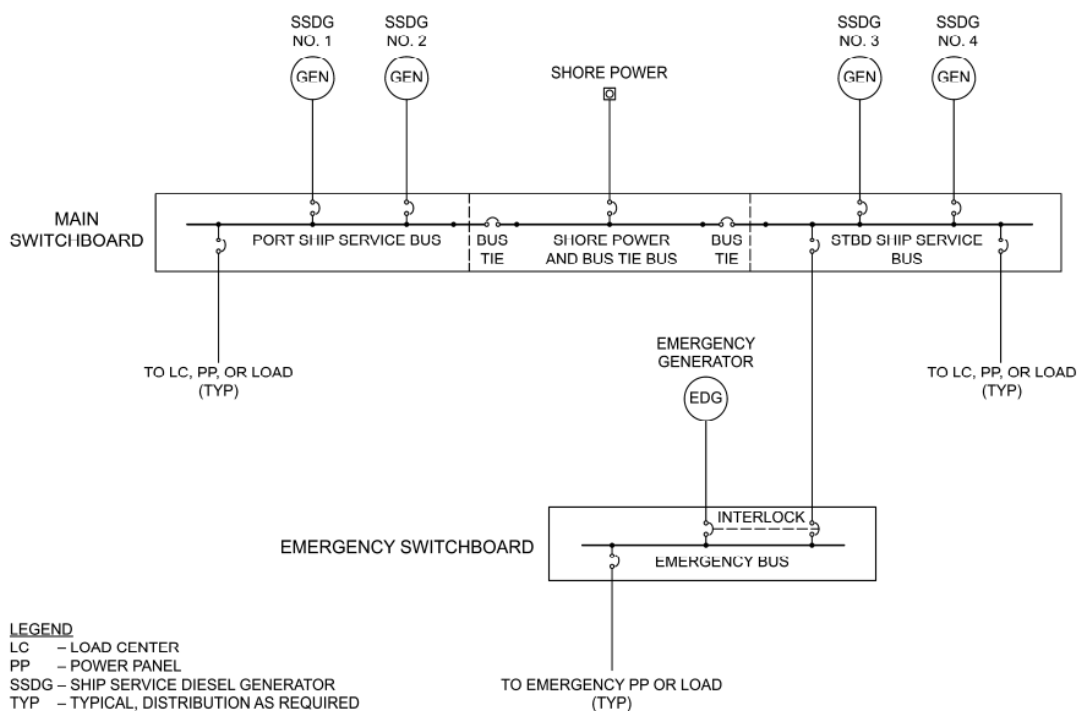 SSDG
NO. 1
SSDG
NO. 2
SSDG
NO. 3
SSDG
NO. 4
GEN
GEN
SHORE POWER
GEN
GEN
MAIN
SWITCHBOARD
PORT SHIP SERVICE BUS
BUS
TIE
SHORE POWER
AND BUS TIE BUS
BUS
TIE
STBD SHIP SERVICE
BUS
TO LC, PP, OR LOAD
(TYP)
EMERGENCY
GENERATOR
TO LC, PP, OR LOAD
(TYP)
EDG
INTERLOCK
EMERGENCY SWITCHBOARD
EMERGENCY BUS
LEGEND
LC – LOAD CENTER
PP – POWER PANEL
SSDG – SHIP SERVICE DIESEL GENERATOR
TYP – TYPICAL, DISTRIBUTION AS REQUIRED
TO EMERGENCY PP OR LOAD
(TYP)